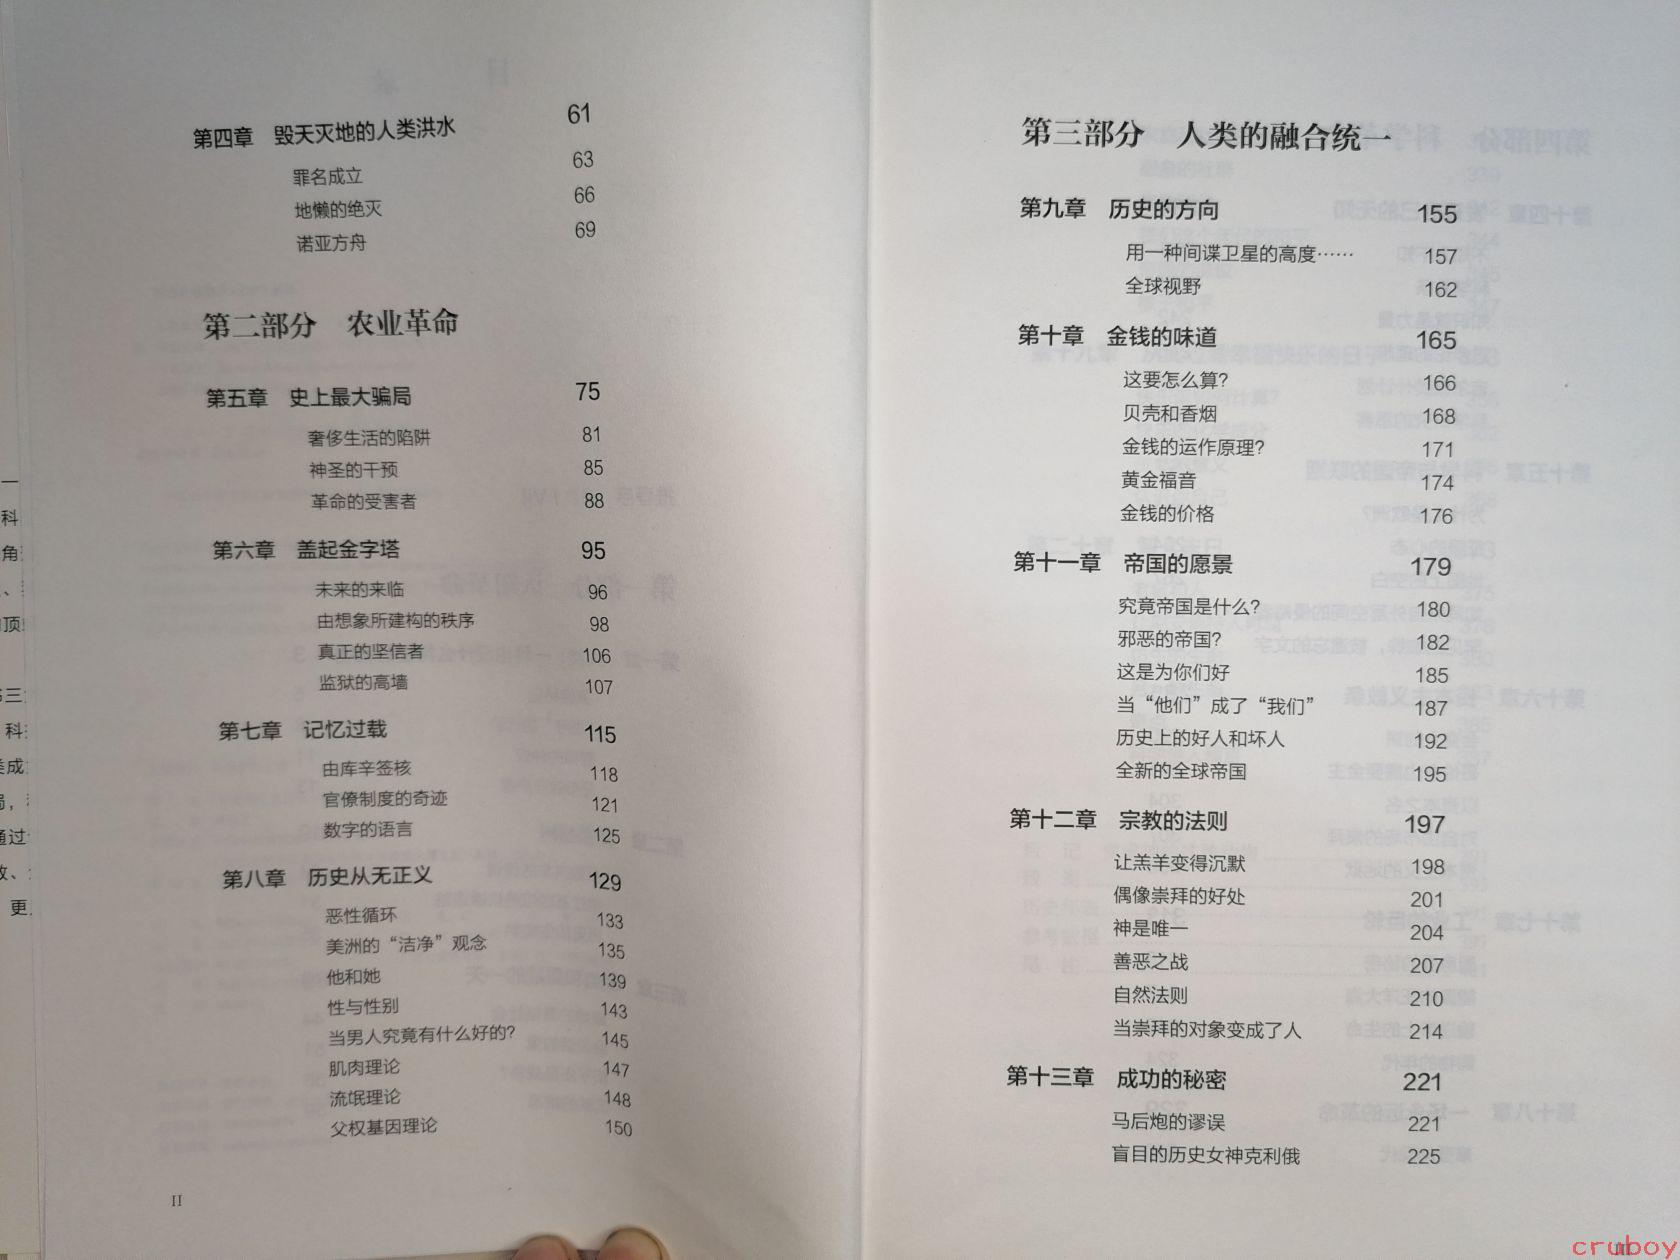 第四章 毁天灭地的人类洪水 61
罪名成立 63
地懒的绝灭 66
诺亚方舟 69
第二部分 农业革命
第五章 史上最大骗局 75
奢侈生活的陷阱 81
神圣的干预 85
革命的受害者 88
第六章 盖起金字塔 95
未来的来临 96
由想象所建构的秩序 98
真正的坚信者 106
监狱的高墙 107
第七章 记忆过载 115
由库辛签核 118
官僚制度的奇迹 121
数字的语言 125
第八章 历史从无正义 129
恶性循环 133
美洲的“洁净”观念 135
他和她 139
性与性别 143
当男人究竟有什么好的? 145
肌肉理论 147
流氓理论 148
父权基因理论 150
II
第三部分 人类的融合统一
第九章 历史的方向 155
用一种间谍卫星的高度…… 157
全球视野 162
第十章 金钱的味道 165
这要怎么算? 166
贝壳和香烟 168
金钱的运作原理? 171
黄金福音 174
金钱的价格 176
第十一章 帝国的愿景 179
究竟帝国是什么? 180
邪恶的帝国? 182
这是为你们好 185
当“他们”成了“我们” 187
历史上的好人和坏人 192
全新的全球帝国 195
第十二章 宗教的法则 197
让羔羊变得沉默 198
偶像崇拜的好处 201
神是唯一 204
善恶之战 207
自然法则 210
当崇拜的对象变成了人 214
第十三章 成功的秘密 221
马后炮的谬误 221
盲目的历史女神克利俄 225
cruboy